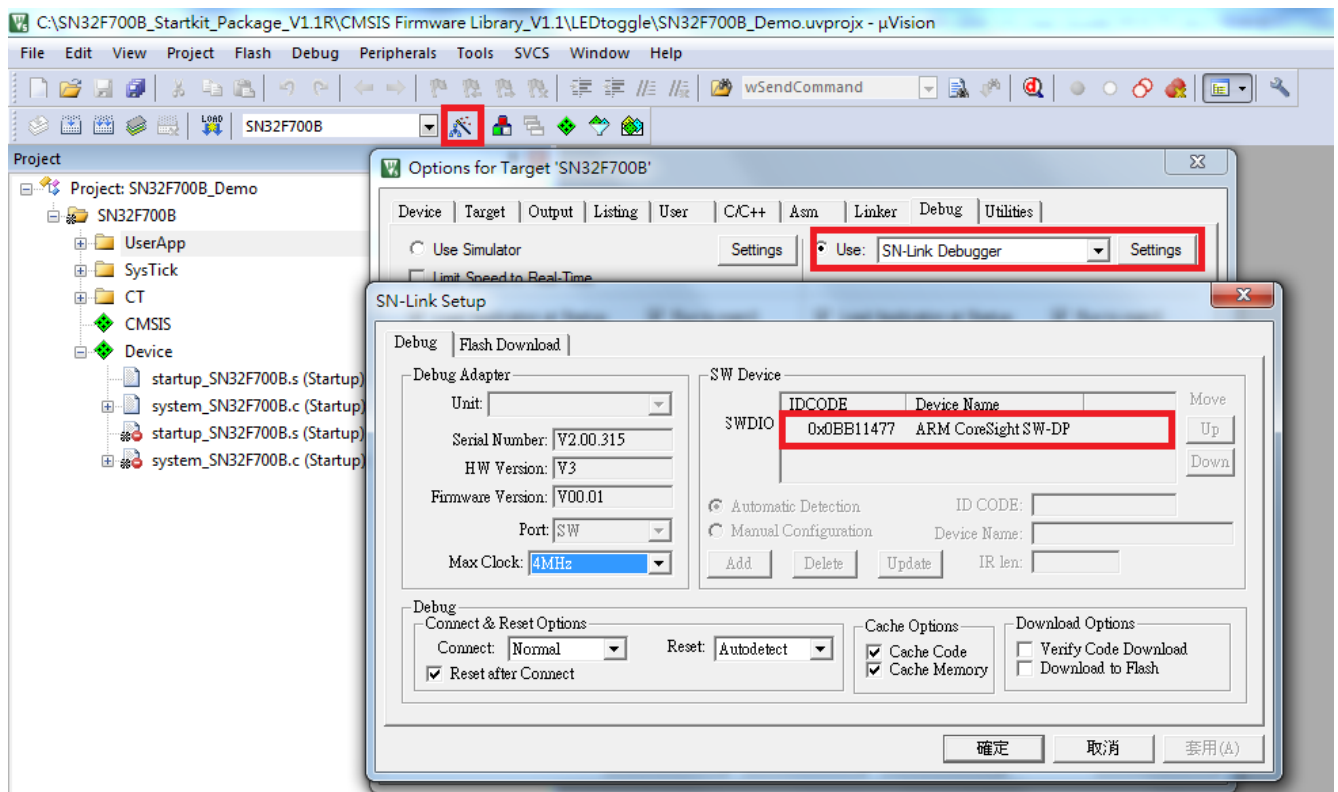 C:\SN32F700B_Startkit_Package_V1.1R\CMSIS Firmware Library_V1.1\LEDtoggle\SN32F700B_Demo.uvprojx - µVision
File Edit View Project Flash Debug Peripherals Tools SVCS Window Help
wSendCommand
LOAD SN32F700B
Project
Project: SN32F700B_Demo
SN32F700B
UserApp
SysTick
CT
CMSIS
Device
startup_SN32F700B.s (Startup)
system_SN32F700B.c (Startup)
startup_SN32F700B.s (Startup)
system_SN32F700B.c (Startup)
Options for Target 'SN32F700B'
Device Target Output Listing User C/C++ Asm Linker Debug Utilities
Use Simulator Settings Use: SN-Link Debugger Settings
Limit Speed to Real-Time
SN-Link Setup
Debug Flash Download
Debug Adapter
Unit:
Serial Number: V2.00.315
HW Version: V3
Firmware Version: V00.01
Port: SW
Max Clock: 4MHz
SW Device
IDCODE Device Name Move
SWDIO 0x0BB11477 ARM CoreSight SW-DP Up
Down
Automatic Detection ID CODE:
Manual Configuration Device Name:
Add Delete Update IR len:
Debug
Connect & Reset Options
Connect: Normal Reset: Autodetect
Reset after Connect
Cache Options
Cache Code
Cache Memory
Download Options
Verify Code Download
Download to Flash
確定 取消 套用(A)